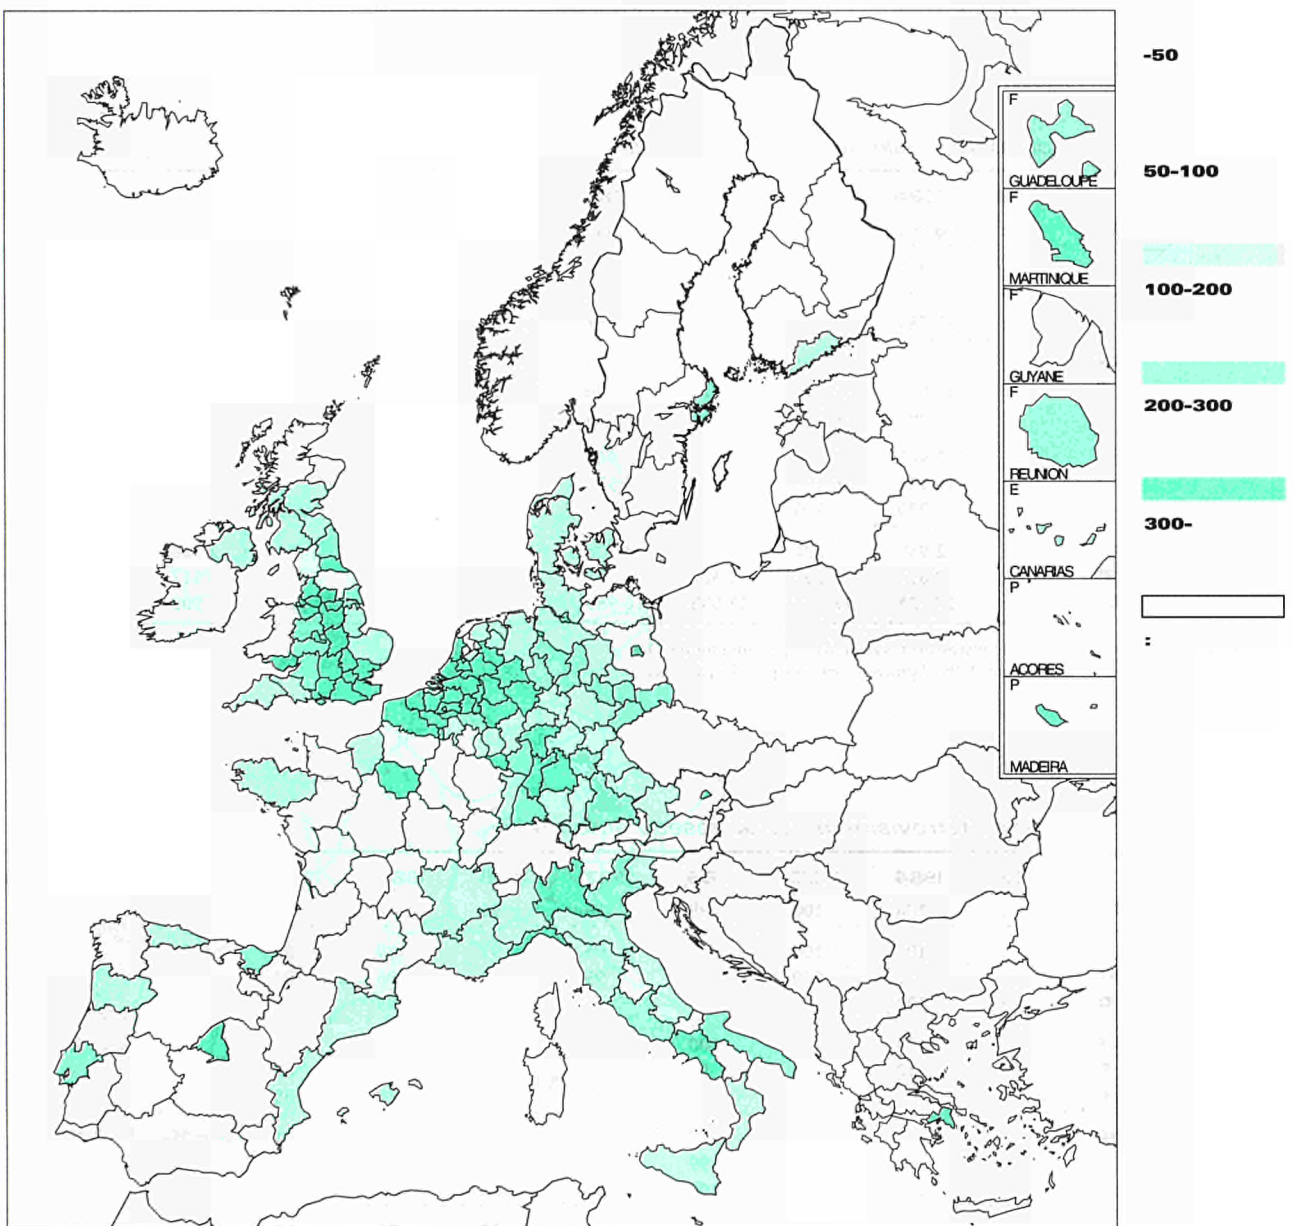 -50
50-100
100-200
200-300
300-
:
F
GUADELOUPE
F
MARTINIQUE
F
GUYANE
F
REUNION
E
CANARIAS
P
ACORES
P
MADEIRA